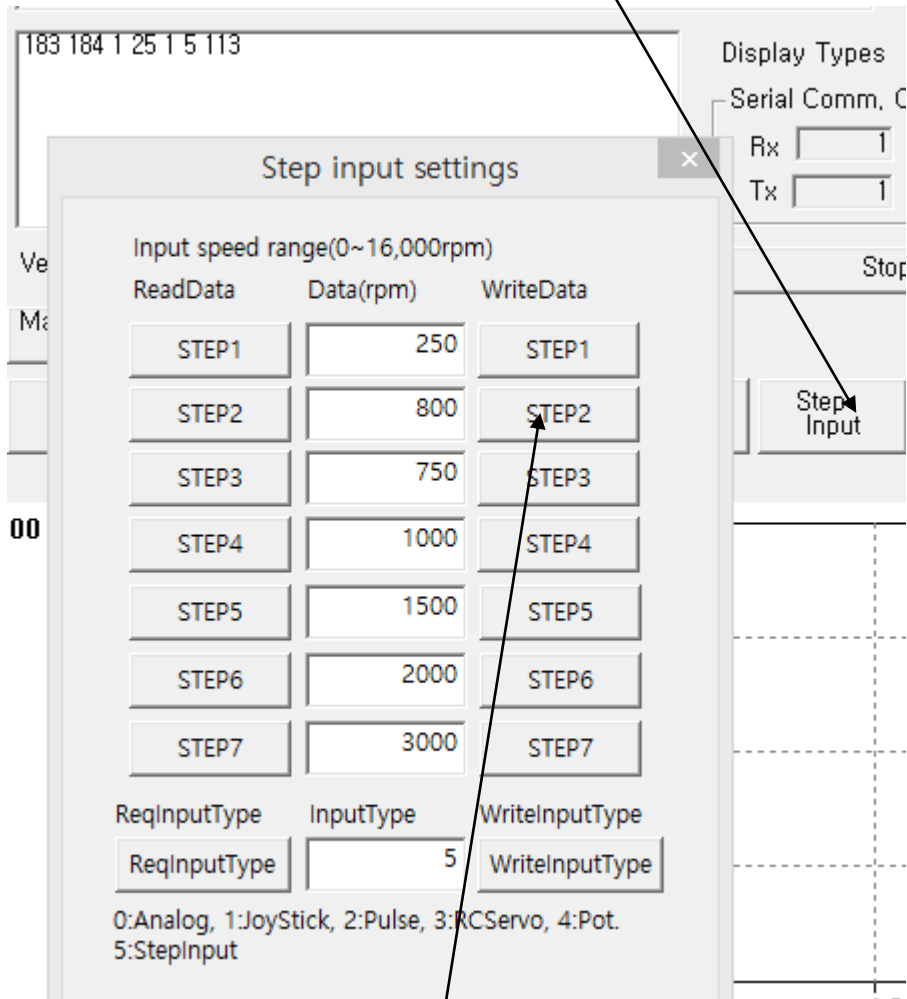 183 184 1 25 1 5 113
Display Types
Serial Comm, C
Rx 1
Tx 1
Step input settings
Input speed range(0~16,000rpm)
Ve
Stop
ReadData Data(rpm) WriteData
Ma
STEP1 250 STEP1
STEP2 800 STEP2
Step
Input
STEP3 750 STEP3
00
STEP4 1000 STEP4
STEP5 1500 STEP5
STEP6 2000 STEP6
STEP7 3000 STEP7
ReqInputType InputType WriteInputType
ReqInputType 5 WriteInputType
0:Analog, 1:JoyStick, 2:Pulse, 3:RCServo, 4:Pot.
5:StepInput